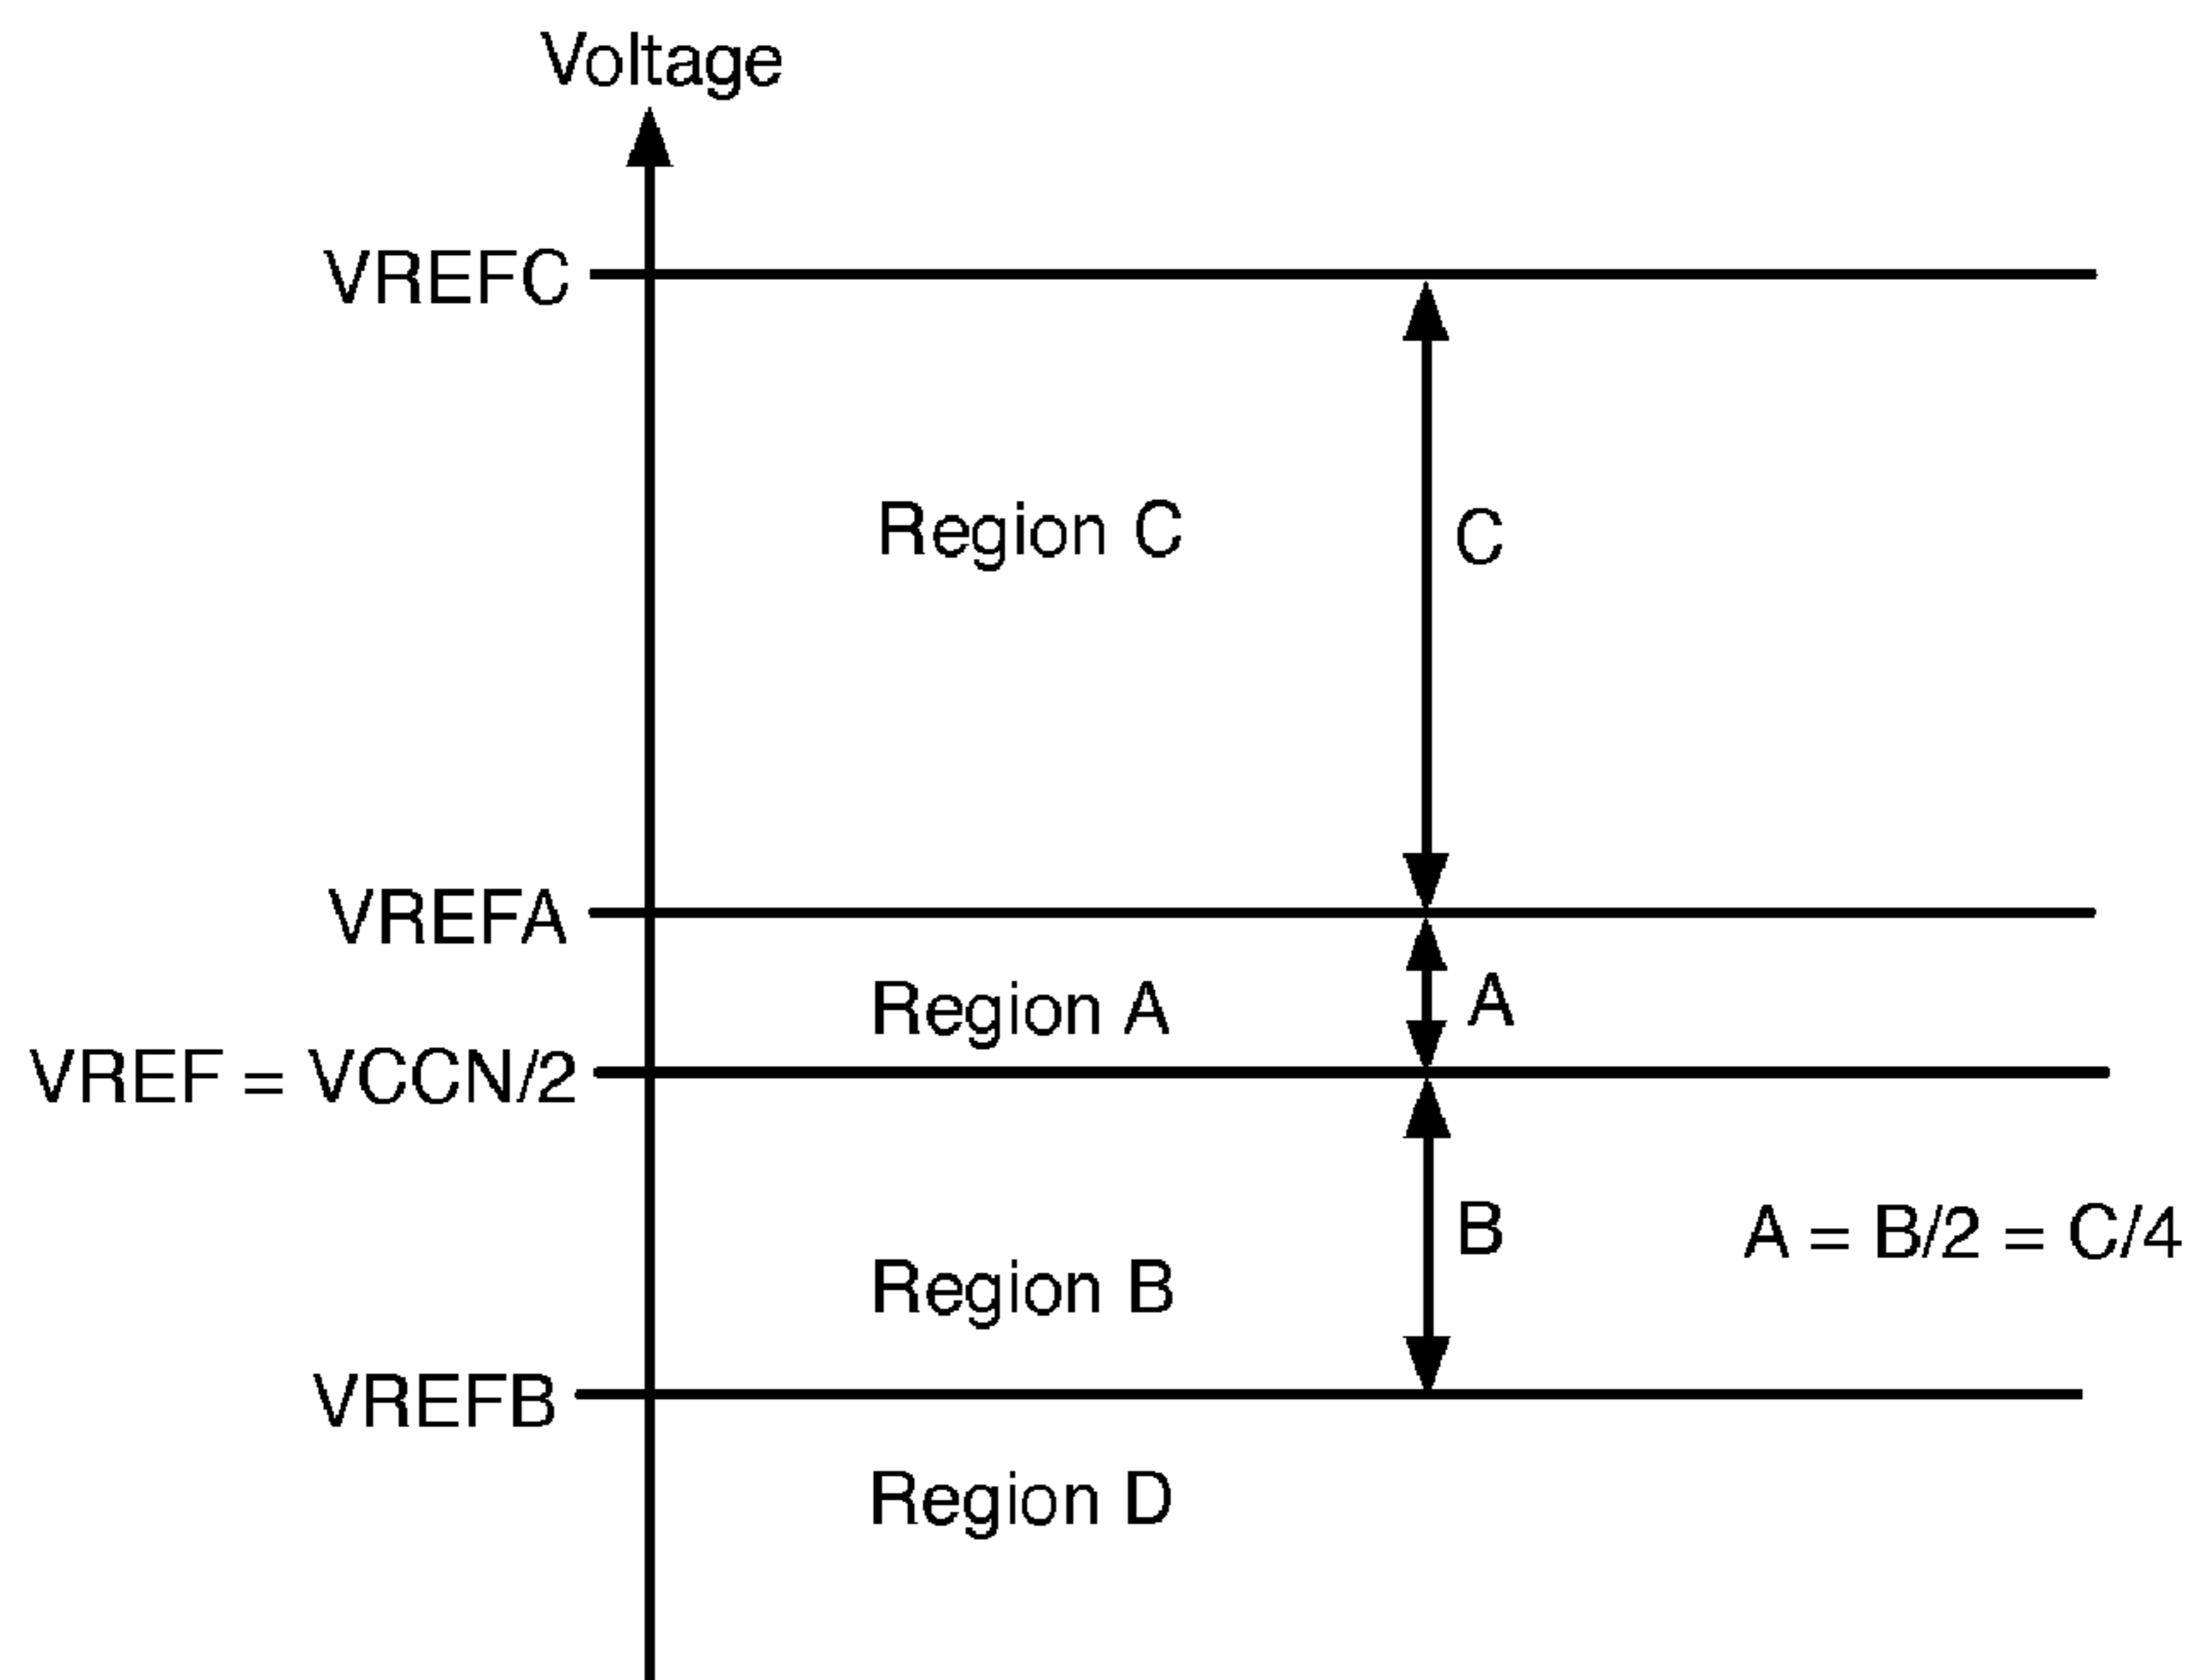 Voltage
VREFC
Region C
C
VREFA
Region A
A
VREF = VCCN/2
B
A = B/2 = C/4
Region B
VREFB
Region D